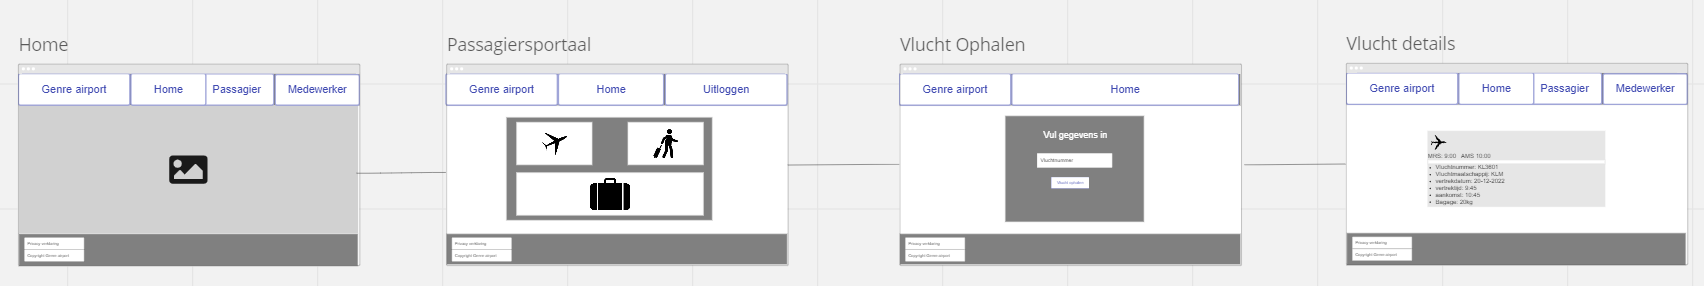 Home
Genre airport Home Passagier Medewerker
Privacy verklaring
Copyright Genre airport
Passagiersportaal
Genre airport Home Uitloggen
Privacy verklaring
Copyright Genre airport
Vlucht Ophalen
Genre airport Home
Vul gegevens in
Vluchtnummer
Vlucht ophalen
Privacy verklaring
Copyright Genre airport
Vlucht details
Genre airport Home Passagier Medewerker
MRS: 9:00 AMS 10:00
• Vluchtnummer: KL3601
• Vluchtmaalschappij: KLM
• vertrekdatum: 20-12-2022
• vertrektijd: 9:45
• aankomst: 10:45
• Bagage: 20kg
Privacy verklaring
Copyright Genre airport